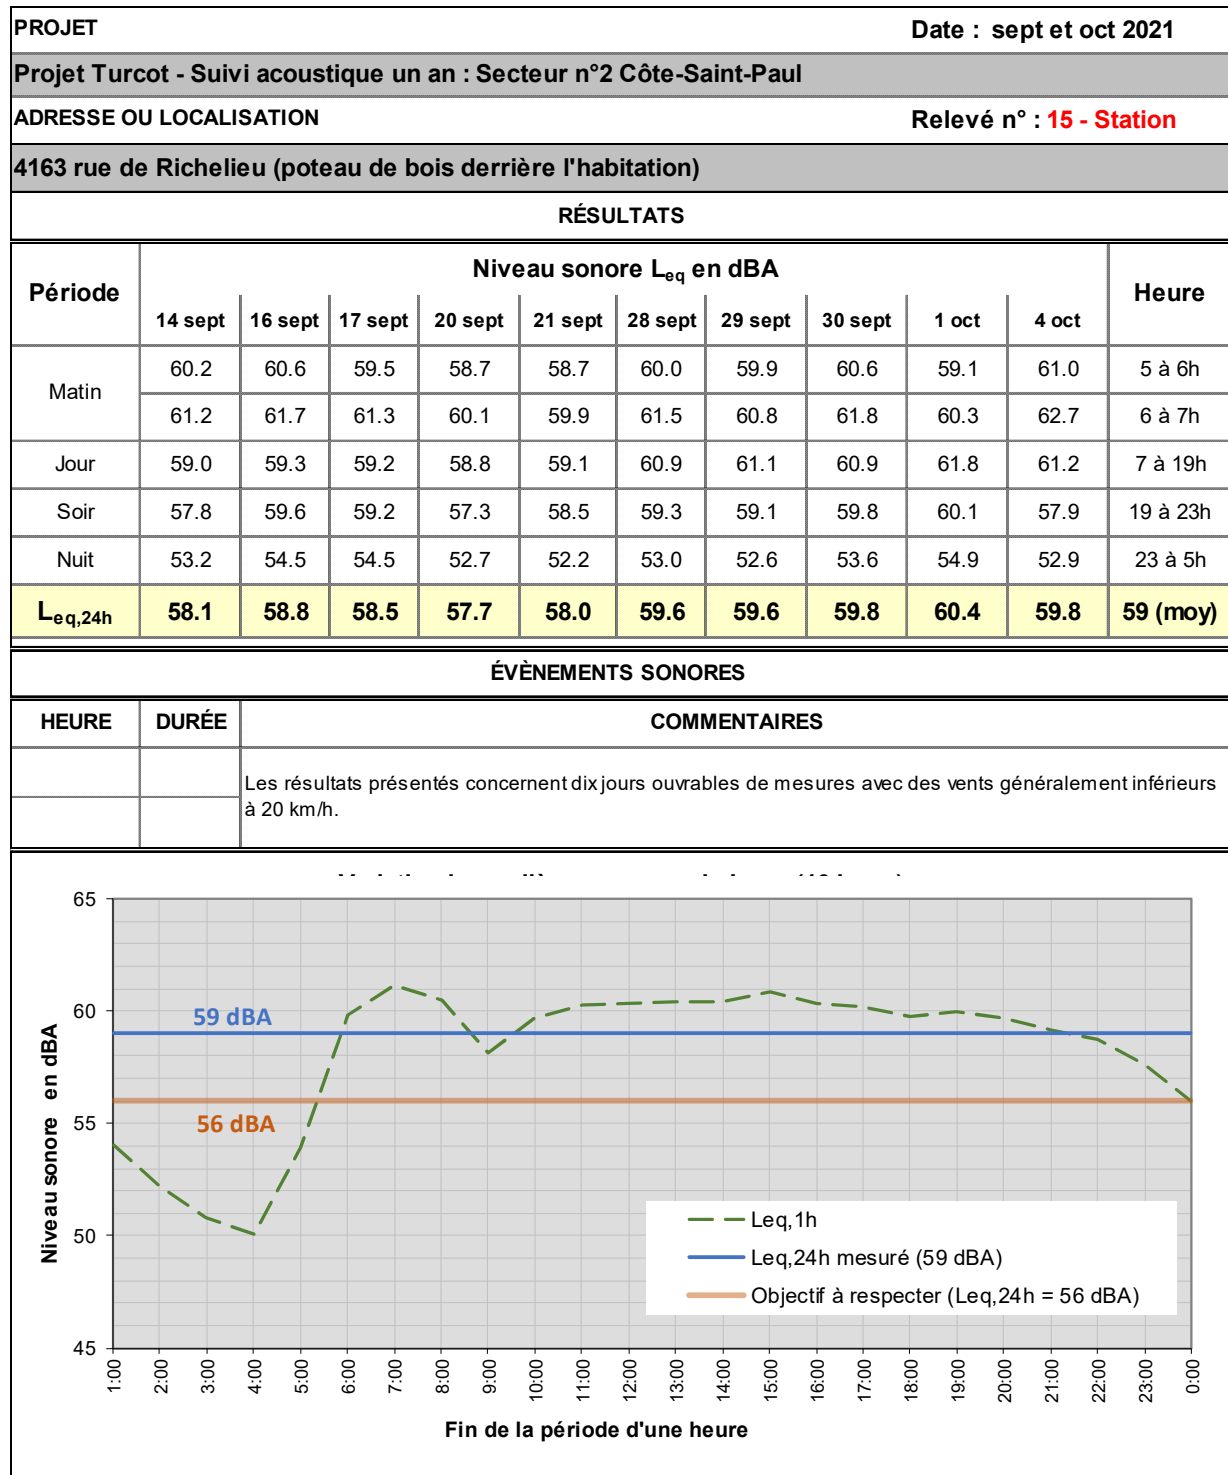 PROJET Date : sept et oct 2021
Projet Turcot - Suivi acoustique un an : Secteur n°2 Côte-Saint-Paul
ADRESSE OU LOCALISATION Relevé n° : 15 - Station
4163 rue de Richelieu (poteau de bois derrière l'habitation)
RÉSULTATS
Période Niveau sonore Leq en dBA Heure
14 sept 16 sept 17 sept 20 sept 21 sept 28 sept 29 sept 30 sept 1 oct 4 oct
Matin 60.2 60.6 59.5 58.7 58.7 60.0 59.9 60.6 59.1 61.0 5 à 6h
61.2 61.7 61.3 60.1 59.9 61.5 60.8 61.8 60.3 62.7 6 à 7h
Jour 59.0 59.3 59.2 58.8 59.1 60.9 61.1 60.9 61.8 61.2 7 à 19h
Soir 57.8 59.6 59.2 57.3 58.5 59.3 59.1 59.8 60.1 57.9 19 à 23h
Nuit 53.2 54.5 54.5 52.7 52.2 53.0 52.6 53.6 54.9 52.9 23 à 5h
Leq,24h 58.1 58.8 58.5 57.7 58.0 59.6 59.6 59.8 60.4 59.8 59 (moy)
ÉVÈNEMENTS SONORES
HEURE DURÉE COMMENTAIRES
Les résultats présentés concernent dix jours ouvrables de mesures avec des vents généralement inférieurs
à 20 km/h.
65
60
55
50
45
Niveau sonore en dBA
59 dBA
56 dBA
Leq,1h
Leq,24h mesuré (59 dBA)
Objectif à respecter (Leq,24h = 56 dBA)
1:00 2:00 3:00 4:00 5:00 6:00 7:00 8:00 9:00 10:00 11:00 12:00 13:00 14:00 15:00 16:00 17:00 18:00 19:00 20:00 21:00 22:00 23:00 0:00
Fin de la période d'une heure